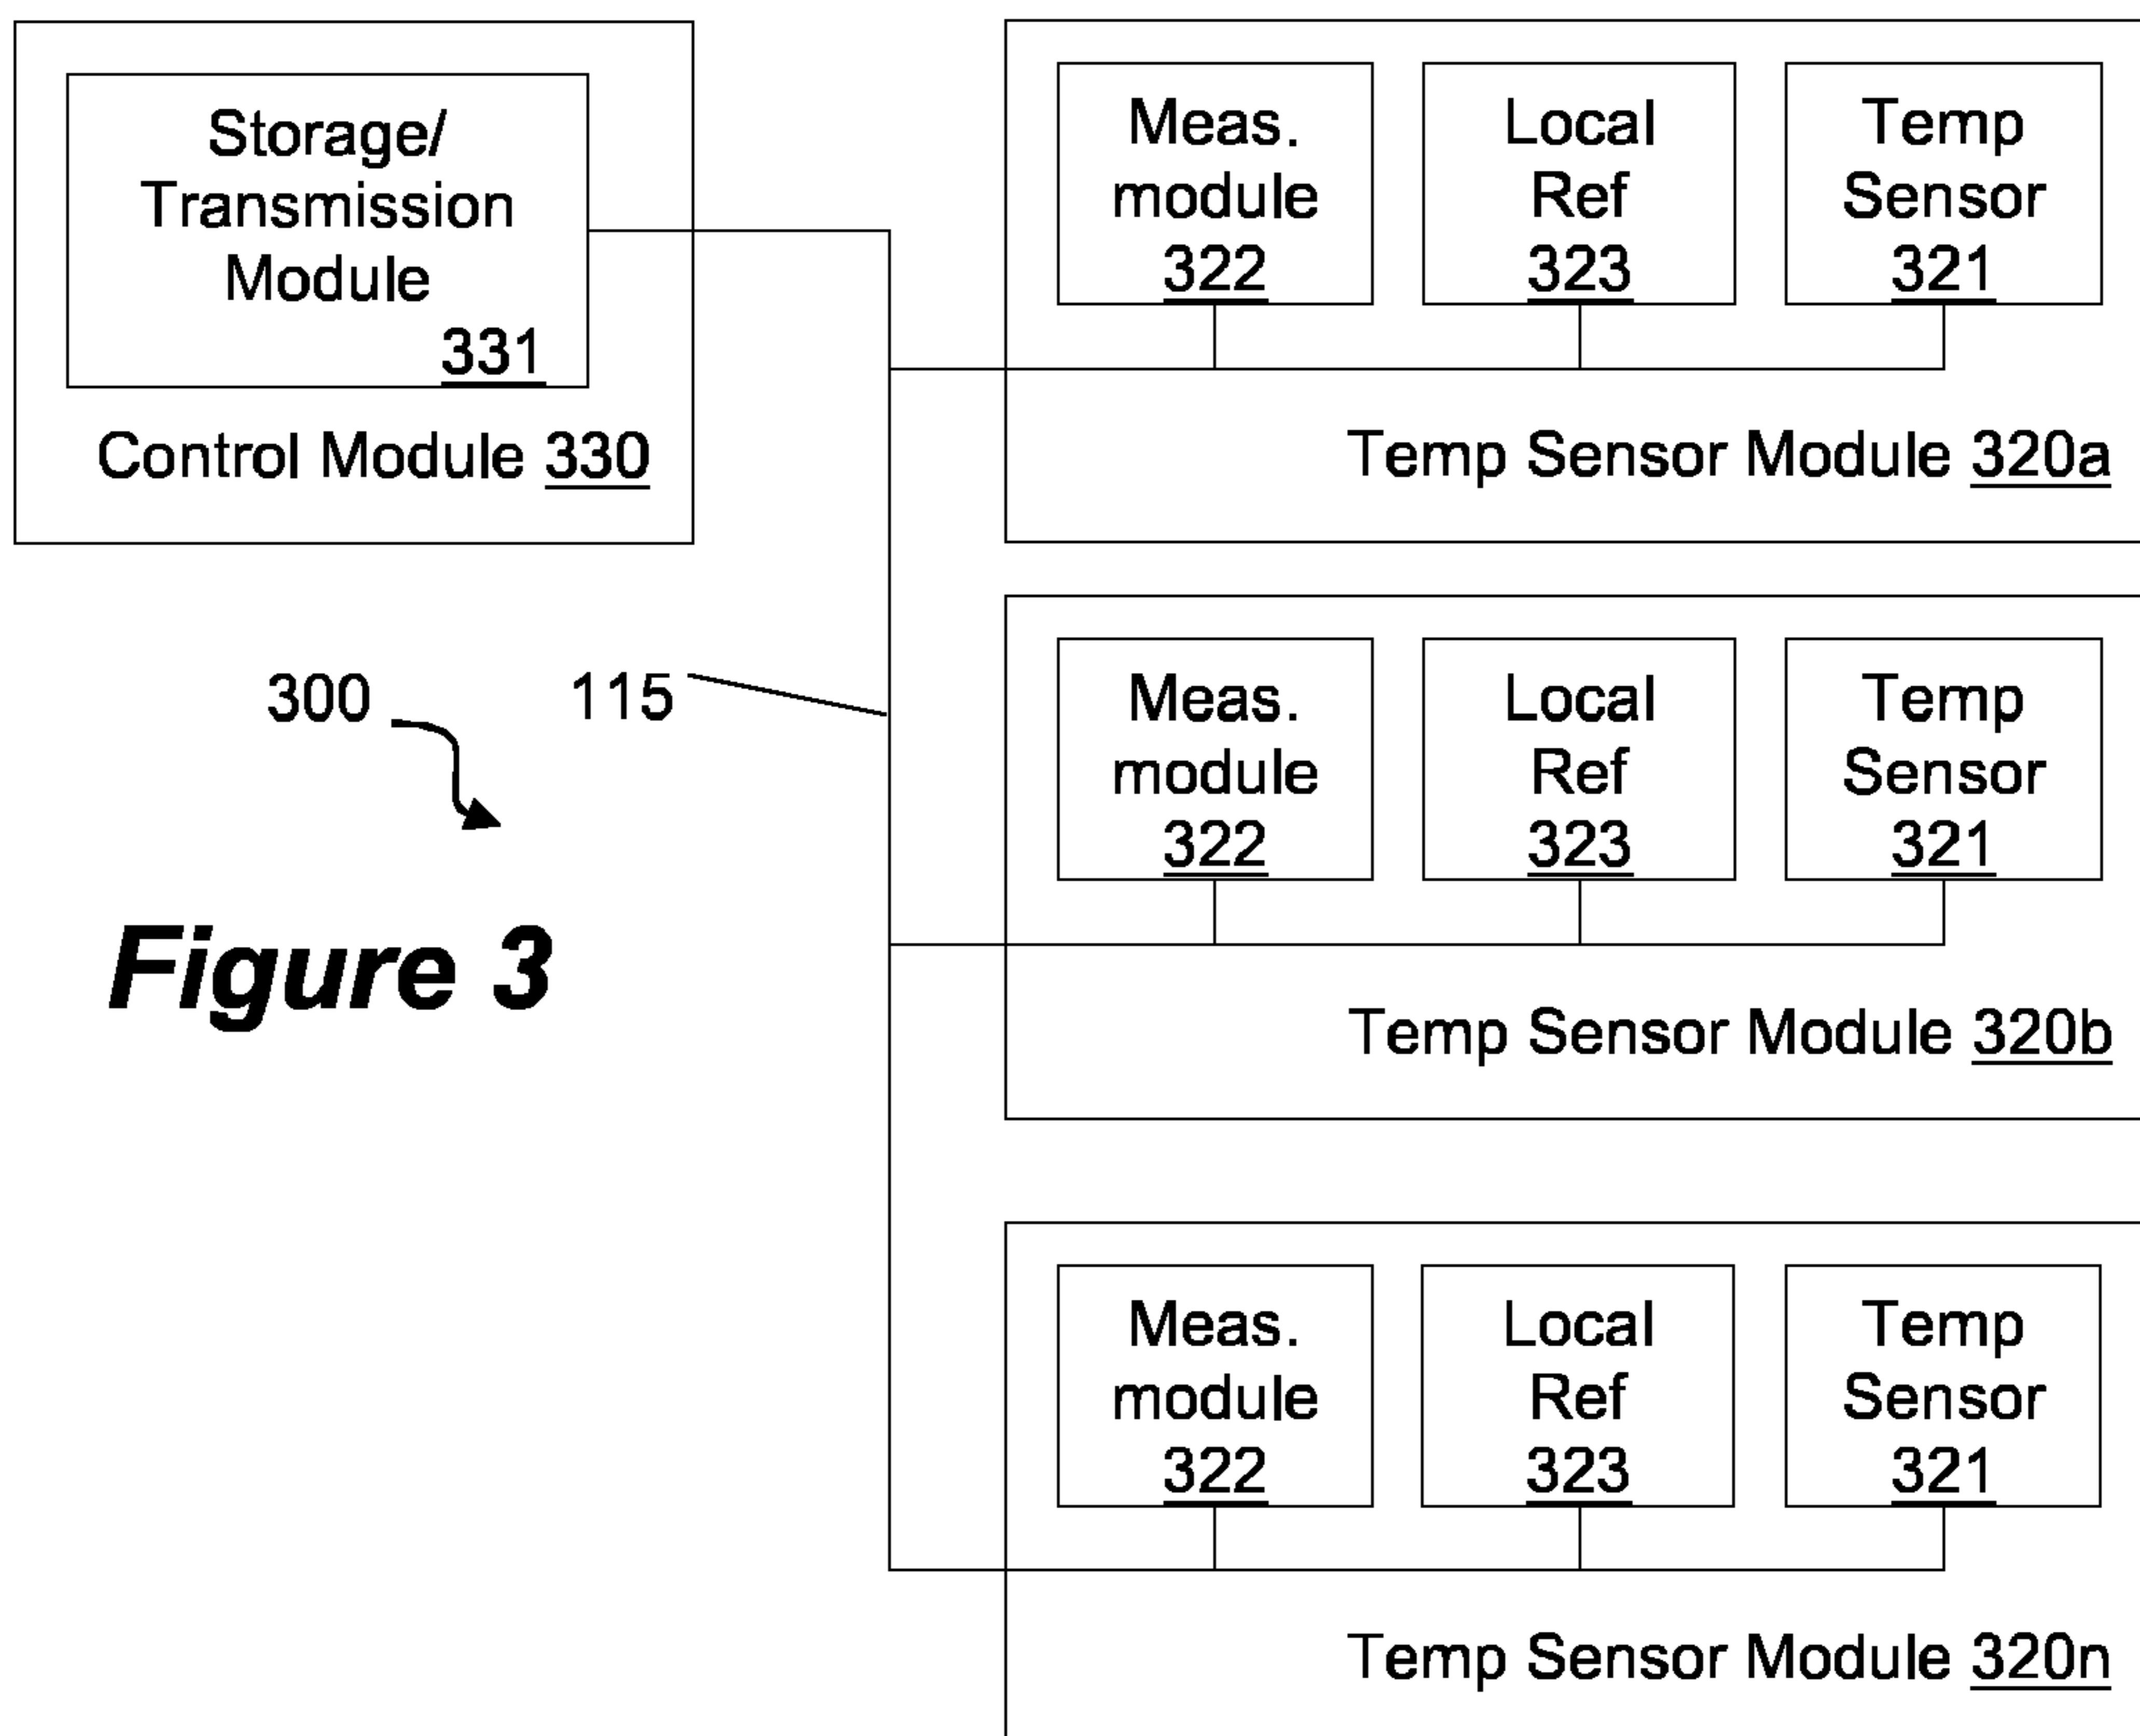 Storage/
Transmission
Module
331
Control Module 330
Meas.
module
322
Local
Ref
323
Temp
Sensor
321
Temp Sensor Module 320a
300
115
Figure 3
Meas.
module
322
Local
Ref
323
Temp
Sensor
321
Temp Sensor Module 320b
Meas.
module
322
Local
Ref
323
Temp
Sensor
321
Temp Sensor Module 320n